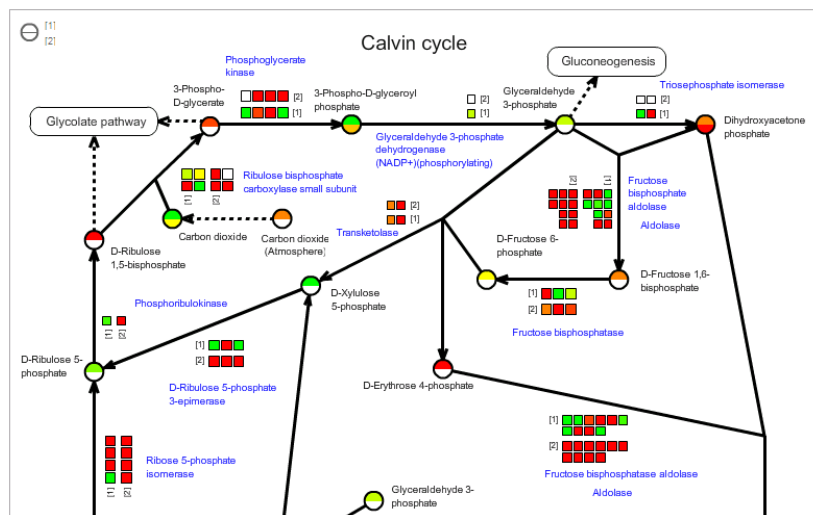 [1]
[2]
Calvin cycle
Gluconeogenesis
Phosphoglycerate
kinase
3-Phospho-
D-glycerate
[2]
[1]
3-Phospho-D-glyceroyl
phosphate
[2]
[1]
Glyceraldehyde
3-phosphate
Triosephosphate isomerase
[2]
[1]
Dihydroxyacetone
phosphate
Glycolate pathway
Glyceraldehyde 3-phosphate
dehydrogenase
(NADP+)(phosphorylating)
Ribulose bisphosphate
carboxylase small subunit
[1]
[2]
Fructose
bisphosphate
aldolase
Aldolase
[2]
[1]
Transketolase
[2]
[1]
Carbon dioxide
Carbon dioxide
(Atmosphere)
D-Ribulose
1,5-bisphosphate
D-Fructose 6-
phosphate
D-Fructose 1,6-
bisphosphate
D-Xylulose
5-phosphate
Phosphoribulokinase
[1]
[2]
[1]
[2]
Fructose bisphosphatase
D-Ribulose 5-
phosphate
[1]
[2]
D-Ribulose 5-phosphate
3-epimerase
D-Erythrose 4-phosphate
Ribose 5-phosphate
isomerase
[1]
[2]
[1]
[2]
Fructose bisphosphatase aldolase
Aldolase
Glyceraldehyde 3-
phosphate